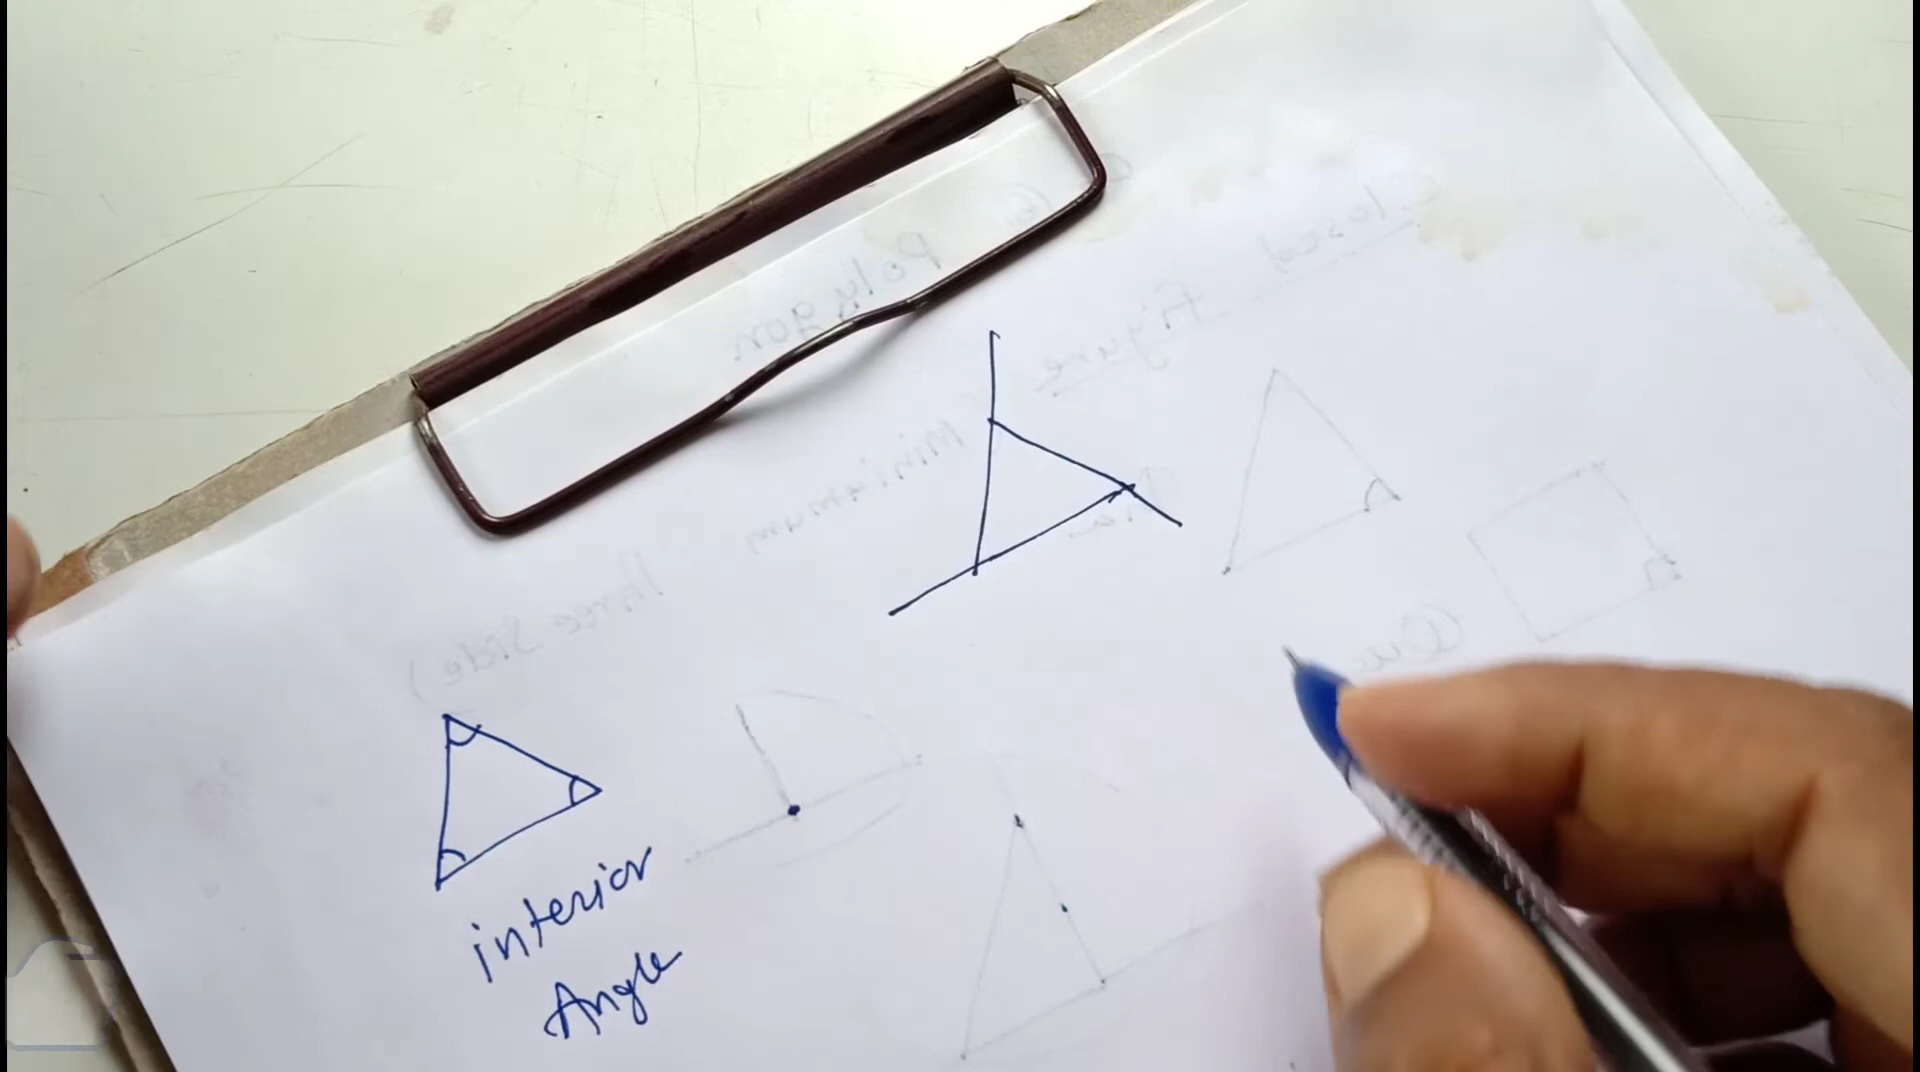 Polygon
Closed
Figure
(Minimum
Three Side)
interior
Angle